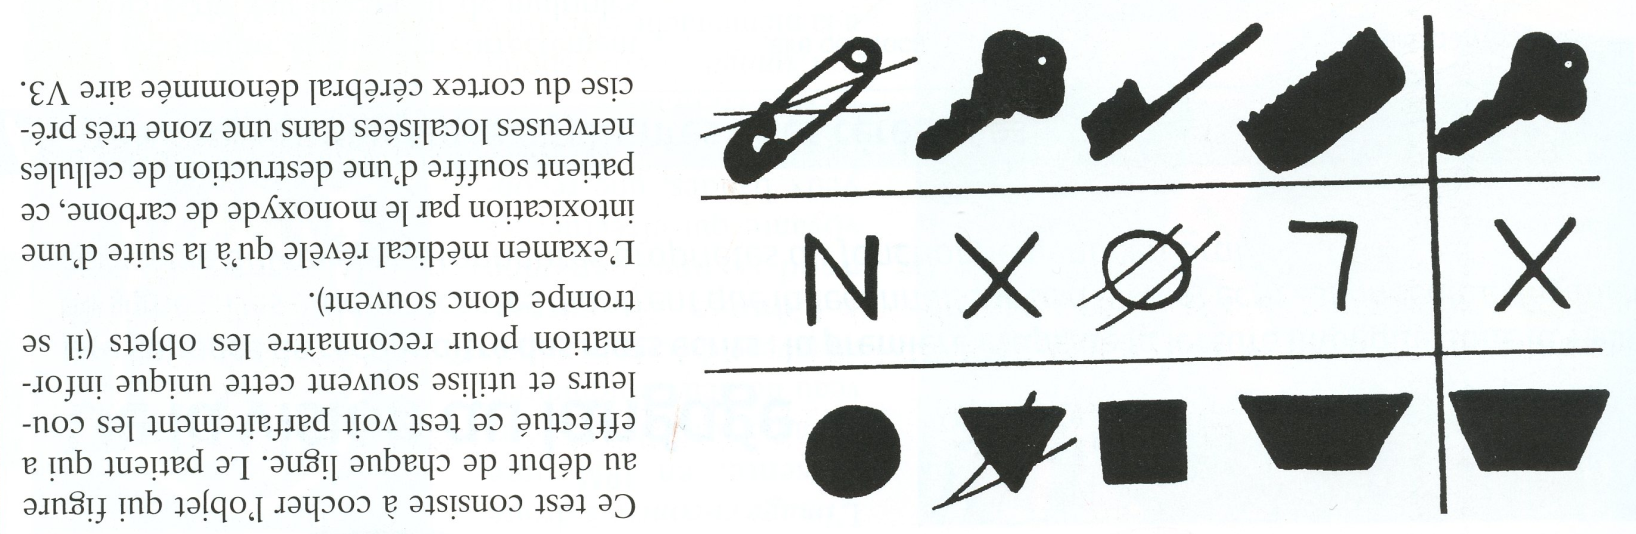 X L O X N
Ce test consiste à cocher l'objet qui figure
au début de chaque ligne. Le patient qui a
effectué ce test voit parfaitement les cou-
leurs et utilise souvent cette unique infor-
mation pour reconnaître les objets (il se
trompe donc souvent).
L'examen médical révèle qu'à la suite d'une
intoxication par le monoxyde de carbone, ce
patient souffre d'une destruction de cellules
nerveuses localisées dans une zone très pré-
cise du cortex cérébral dénommée aire V3.